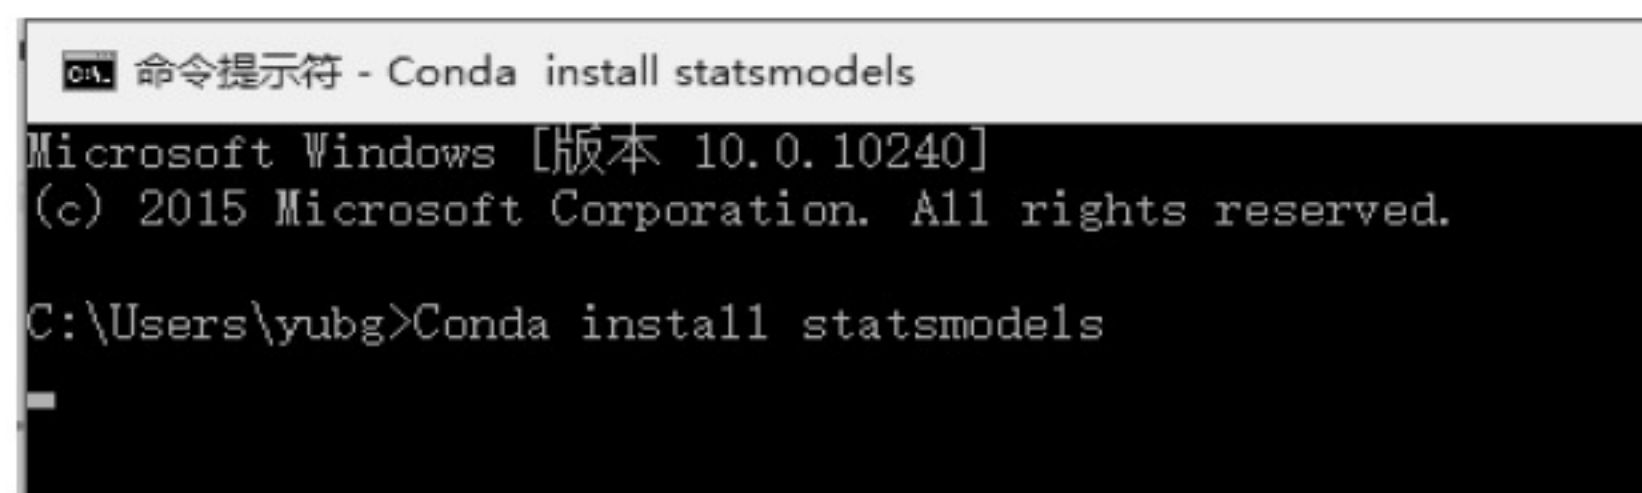 命令提示符 - Conda  install statsmodels
Microsoft Windows [版本 10.0.10240]
(c) 2015 Microsoft Corporation. All rights reserved.
C:\Users\yubg>Conda install statsmodels